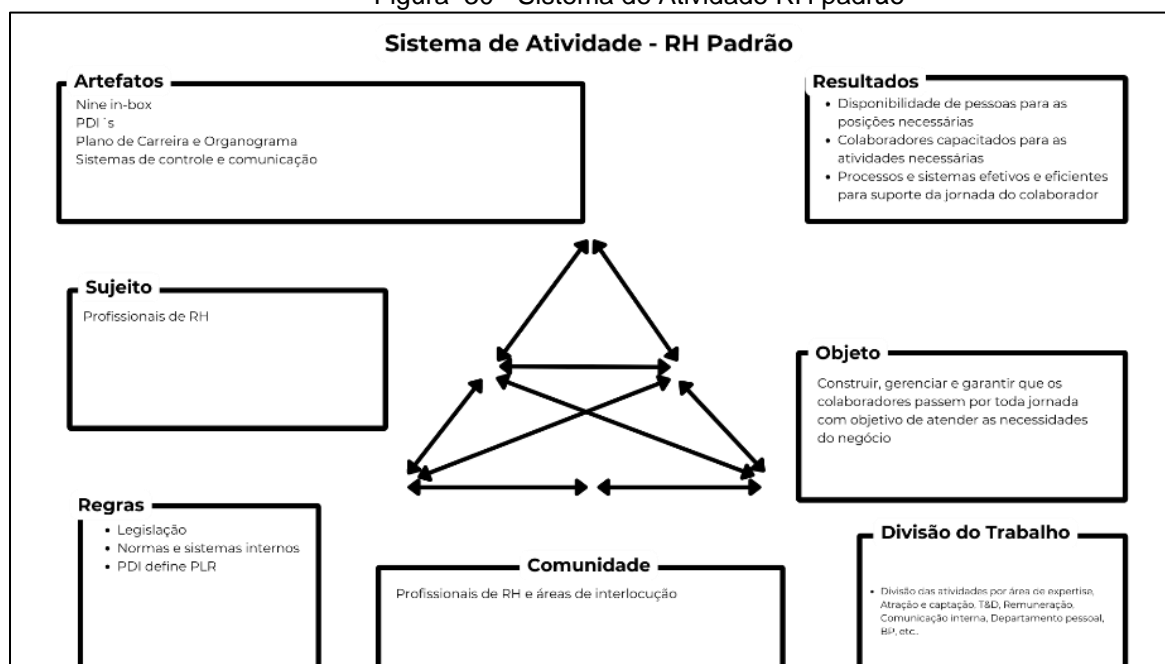 Figura 30 - Sistema de Atividade RH padrão
Sistema de Atividade - RH Padrão
Artefatos
Nine in-box
PDI´s
Plano de Carreira e Organograma
Sistemas de controle e comunicação
Resultados
• Disponibilidade de pessoas para as
posições necessárias
• Colaboradores capacitados para as
atividades necessárias
• Processos e sistemas efetivos e eficientes
para suporte da jornada do colaborador
Sujeito
Profissionais de RH
Objeto
Construir, gerenciar e garantir que os
colaboradores passem por toda jornada
com objetivo de atender as necessidades
do negócio
Regras
• Legislação
• Normas e sistemas internos
• PDI define PLR
Comunidade
Profissionais de RH e áreas de interlocução
Divisão do Trabalho
• Divisão das atividades por área de expertise,
Atração e captação, T&D, Remuneração,
Comunicação interna, Departamento pessoal,
BP, etc..